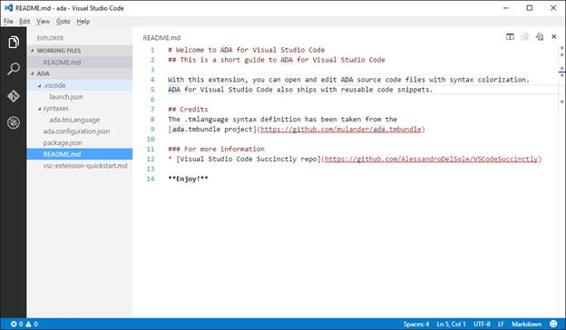 README.md - ada - Visual Studio Code
File Edit View Goto Help
EXPLORER
WORKING FILES
README.md
ADA
.vscode
launch.json
syntaxes
ada.tmLanguage
ada.configuration.json
package.json
README.md
vsc-extension-quickstart.md
README.md
1 # Welcome to ADA for Visual Studio Code
2 ## This is a short guide to ADA for Visual Studio Code
3
4 With this extension, you can open and edit ADA source code files with syntax colorization.
5 ADA for Visual Studio Code also ships with reusable code snippets.
6
7 ## Credits
8 The .tmlanguage syntax definition has been taken from the
9 [ada.tmbundle project](https://github.com/mulander/ada.tmbundle)
10
11 ### For more information
12 * [Visual Studio Code Succinctly repo](https://github.com/AlessandroDelSole/VSCodeSuccinctly)
13
14 **Enjoy!**
0 0 Spaces: 4 Ln 5, Col 1 UTF-8 LF Markdown